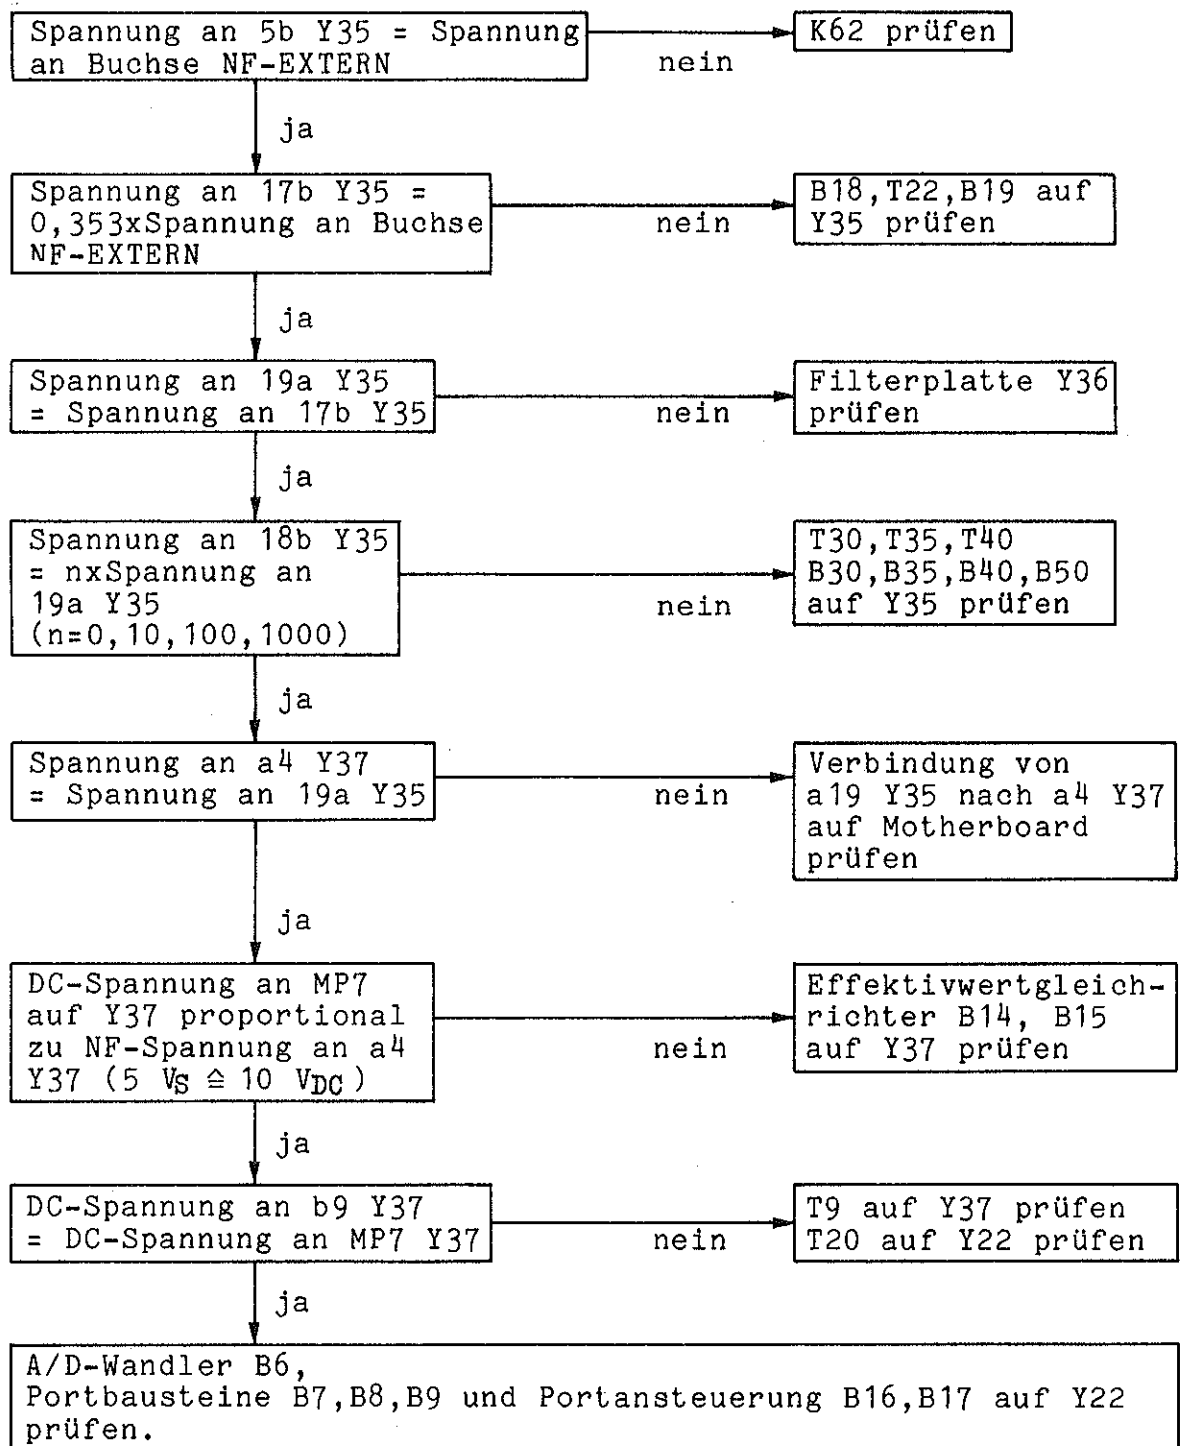 Spannung an 5b Y35 = Spannung
an Buchse NF-EXTERN
nein
K62 prüfen
ja
Spannung an 17b Y35 =
0,353xSpannung an Buchse
NF-EXTERN
nein
B18,T22,B19 auf
Y35 prüfen
ja
Spannung an 19a Y35
= Spannung an 17b Y35
nein
Filterplatte Y36
prüfen
ja
Spannung an 18b Y35
= nxSpannung an
19a Y35
(n=0,10,100,1000)
nein
T30,T35,T40
B30,B35,B40,B50
auf Y35 prüfen
ja
Spannung an a4 Y37
= Spannung an 19a Y35
nein
Verbindung von
a19 Y35 nach a4 Y37
auf Motherboard
prüfen
ja
DC-Spannung an MP7
auf Y37 proportional
zu NF-Spannung an a4
Y37 (5 VS ≙ 10 VDC)
nein
Effektivwertgleich-
richter B14, B15
auf Y37 prüfen
ja
DC-Spannung an b9 Y37
= DC-Spannung an MP7 Y37
nein
T9 auf Y37 prüfen
T20 auf Y22 prüfen
ja
A/D-Wandler B6,
Portbausteine B7,B8,B9 und Portansteuerung B16,B17 auf Y22
prüfen.